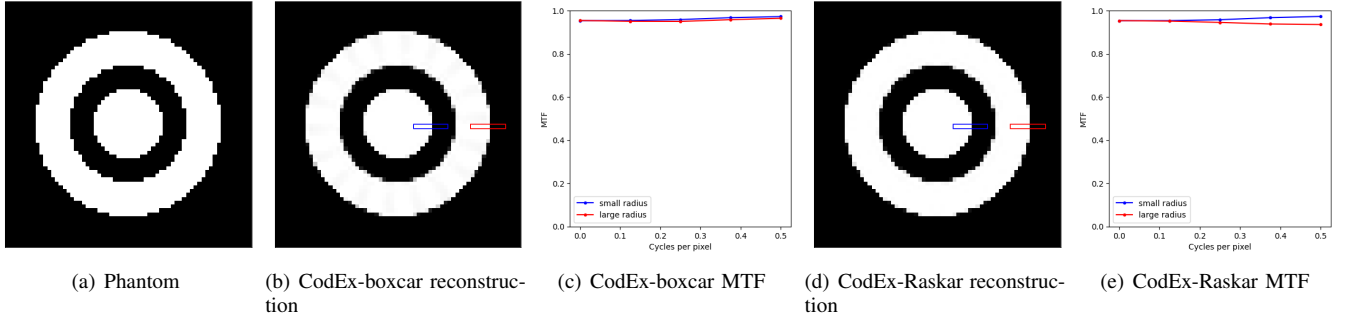 1.0
0.8
0.6
0.4
0.2
0.0
MTF
small radius
large radius
0.0 0.1 0.2 0.3 0.4 0.5
Cycles per pixel
1.0
0.8
0.6
0.4
0.2
0.0
MTF
small radius
large radius
0.0 0.1 0.2 0.3 0.4 0.5
Cycles per pixel
(a) Phantom
(b) CodEx-boxcar reconstruc-
tion
(c) CodEx-boxcar MTF
(d) CodEx-Raskar reconstruc-
tion
(e) CodEx-Raskar MTF